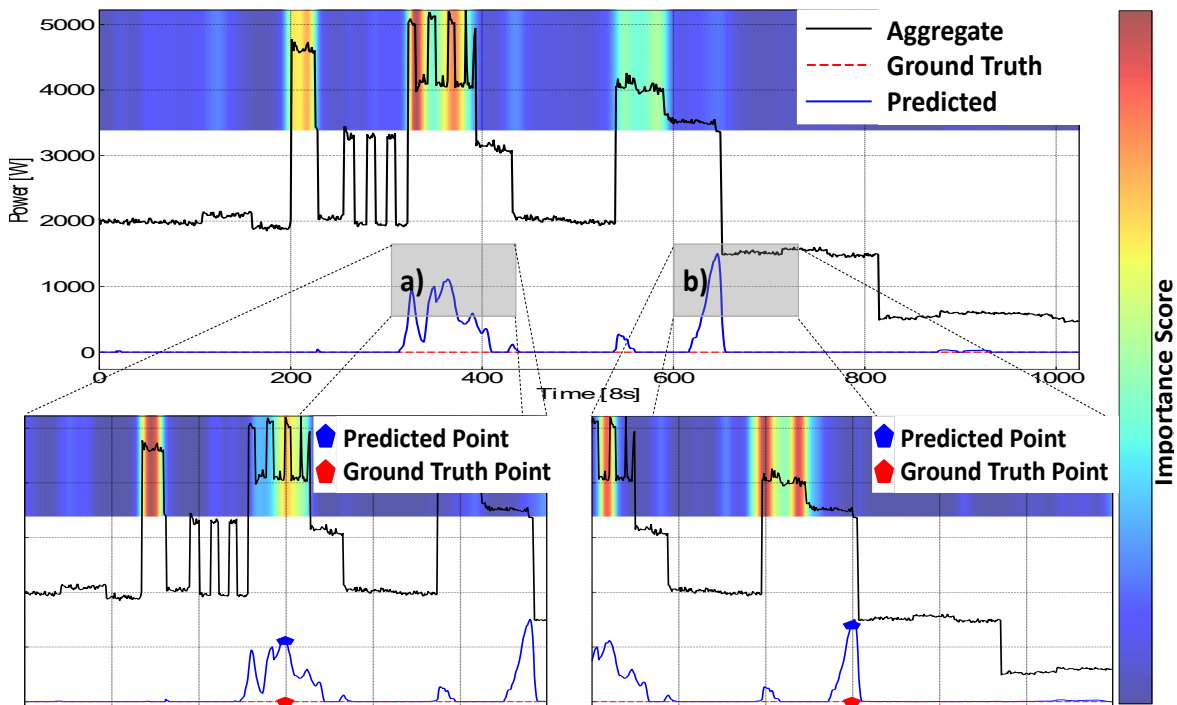 5000
4000
3000
2000
1000
0
Power [W]
Aggregate
Ground Truth
Predicted
a)
b)
0
200
400
600
800
1000
Time [8s]
Predicted Point
Ground Truth Point
Predicted Point
Ground Truth Point
Importance Score